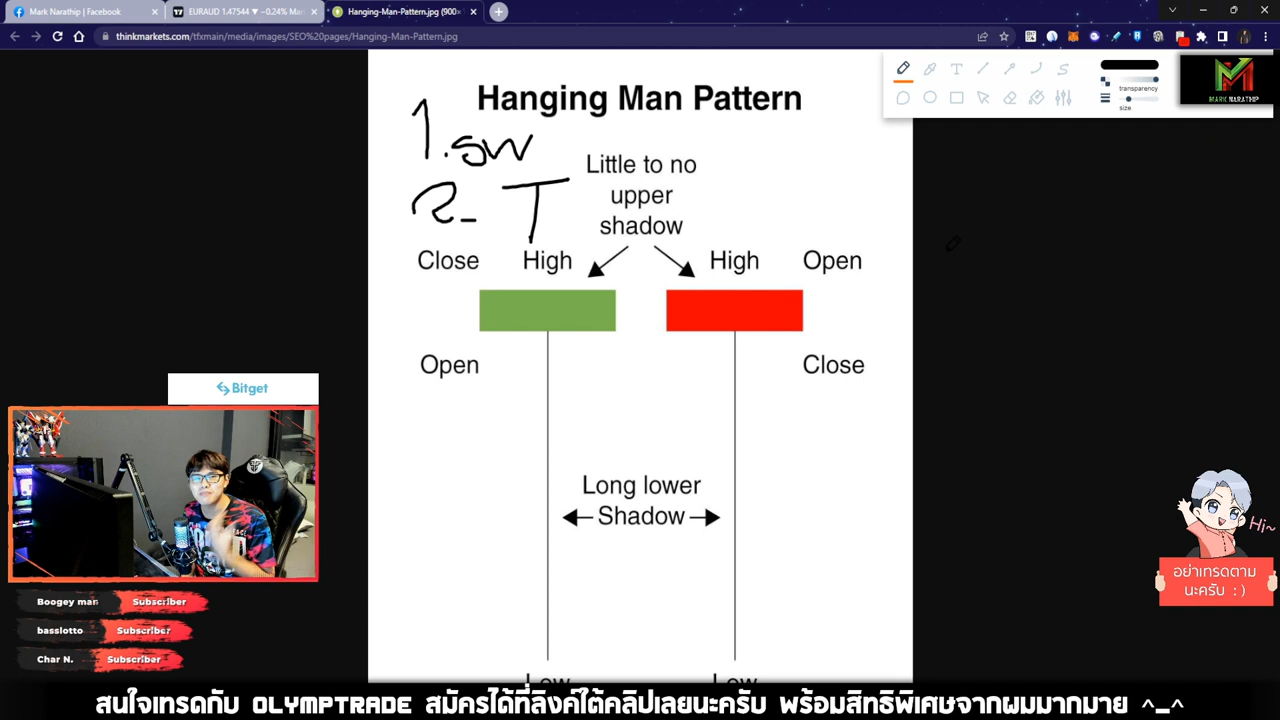 Mark Narathip | Facebook
EURAUD 1.47544 ▼ −0.24% Mar
Hanging-Man-Pattern.jpg (900×
thinkmarkets.com/tfxmain/media/images/SEO%20pages/Hanging-Man-Pattern.jpg
transparency
size
MARK NARATHIP
Hanging Man Pattern
1.SW
2- T
Little to no
upper
shadow
Close High High Open
Open Close
Long lower
Shadow
Low Low
Bitget
Boogey man Subscriber
basslotto Subscriber
Char N. Subscriber
Hi~
อย่าเทรดตาม
นะครับ : )
สนใจเทรดกับ OLYMPTRADE สมัครได้ที่ลิงค์ใต้คลิปเลยนะครับ พร้อมสิทธิพิเศษจากผมมากมาย ^_^